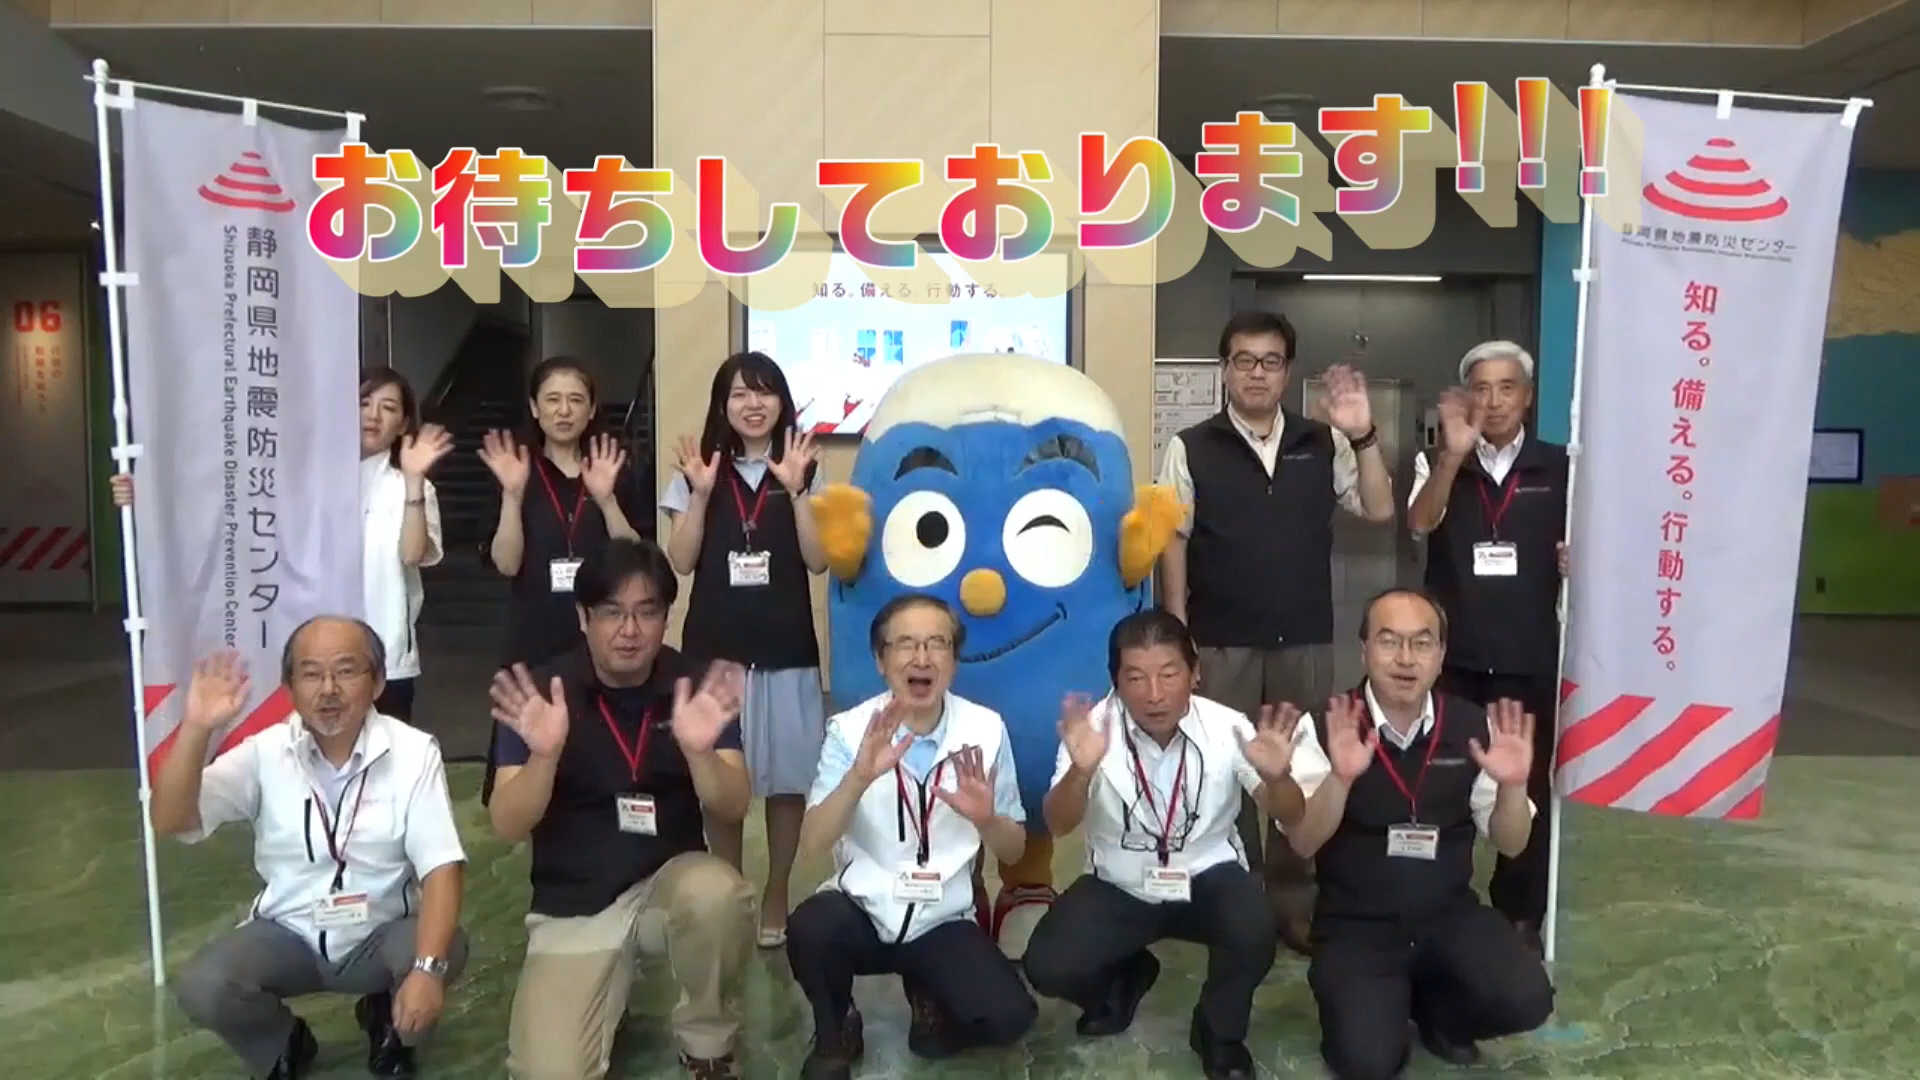 お待ちしております!!!
静岡県地震防災センター
Shizuoka Prefectural Earthquake Disaster Prevention Center
知る。備える。行動する。
静岡県地震防災センター
知る。備える。行動する。
06